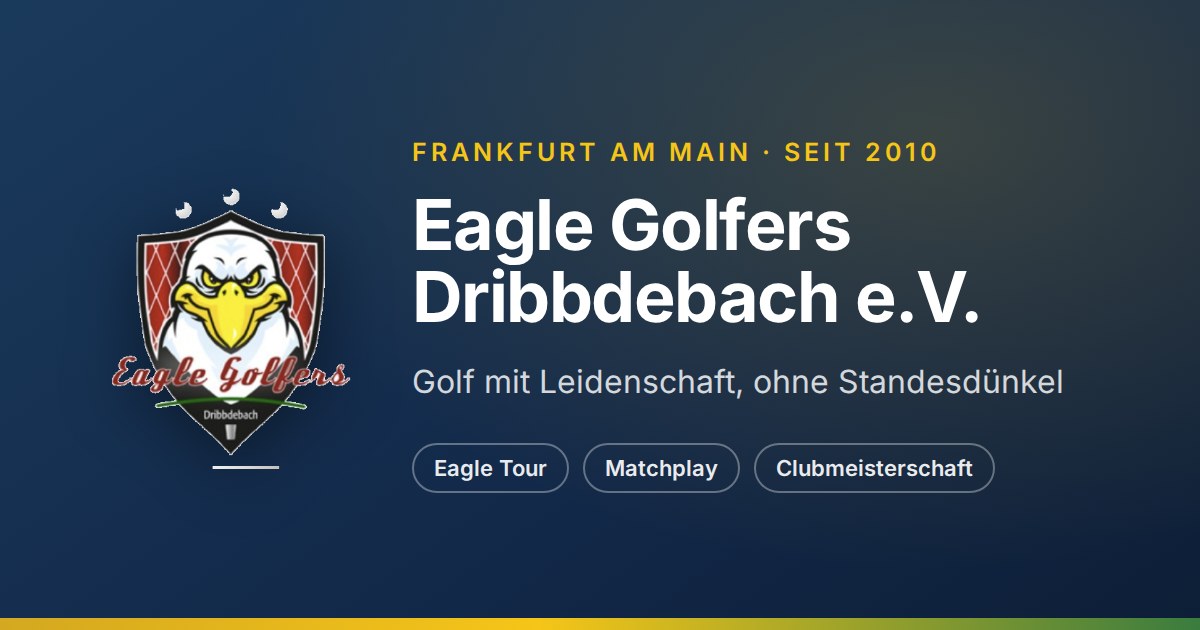 FRANKFURT AM MAIN · SEIT 2010
Eagle Golfers
Dribbdebach e.V.
Golf mit Leidenschaft, ohne Standesdünkel
Eagle Tour
Matchplay
Clubmeisterschaft
Eagle Golfers
Dribbdebach